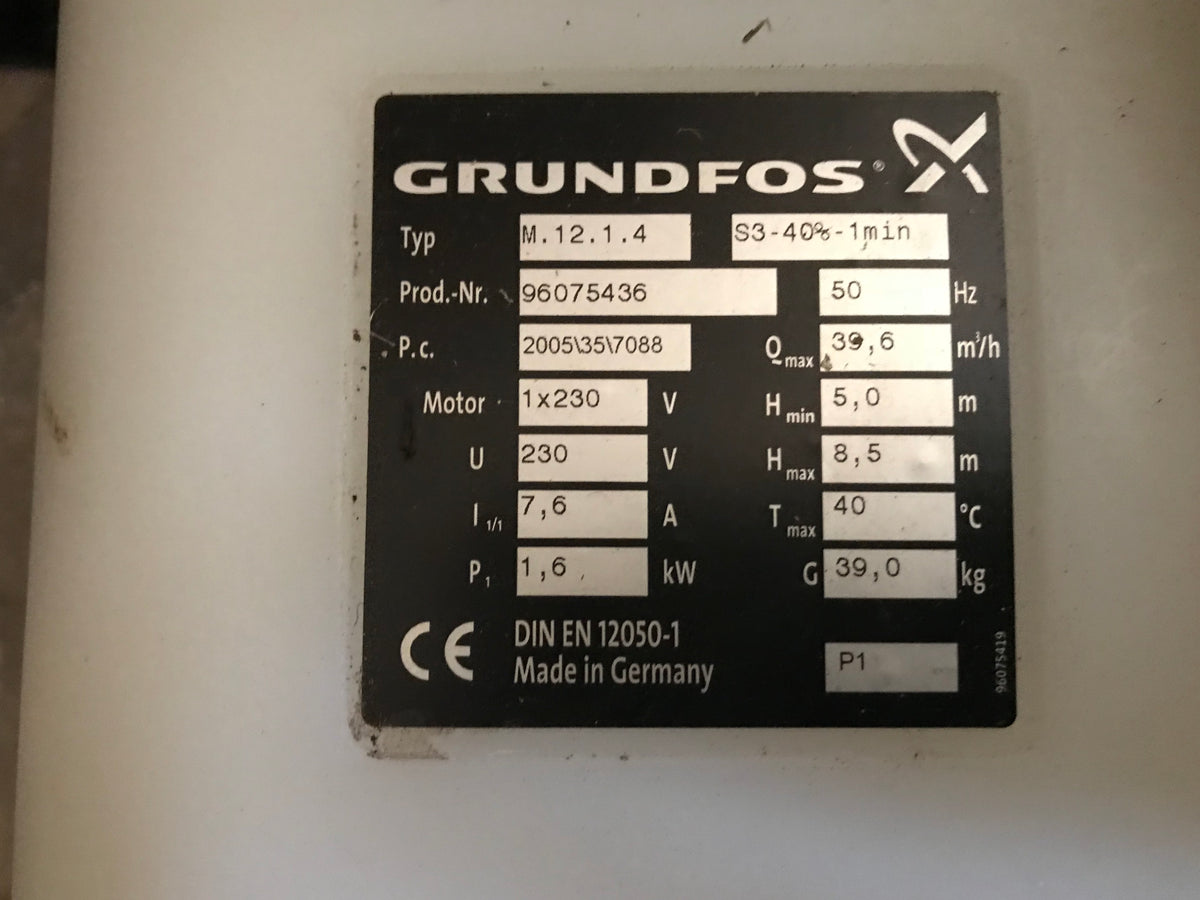 GRUNDFOS®
Typ M.12.1.4 S3-40%-1min
Prod.-Nr. 96075436 50 Hz
P.c. 2005\35\7088 Qmax 39,6 m³/h
Motor 1x230 V Hmin 5,0 m
U 230 V Hmax 8,5 m
I 1/1 7,6 A Tmax 40 °C
P1 1,6 kW G 39,0 kg
CE DIN EN 12050-1
Made in Germany P1
96075419